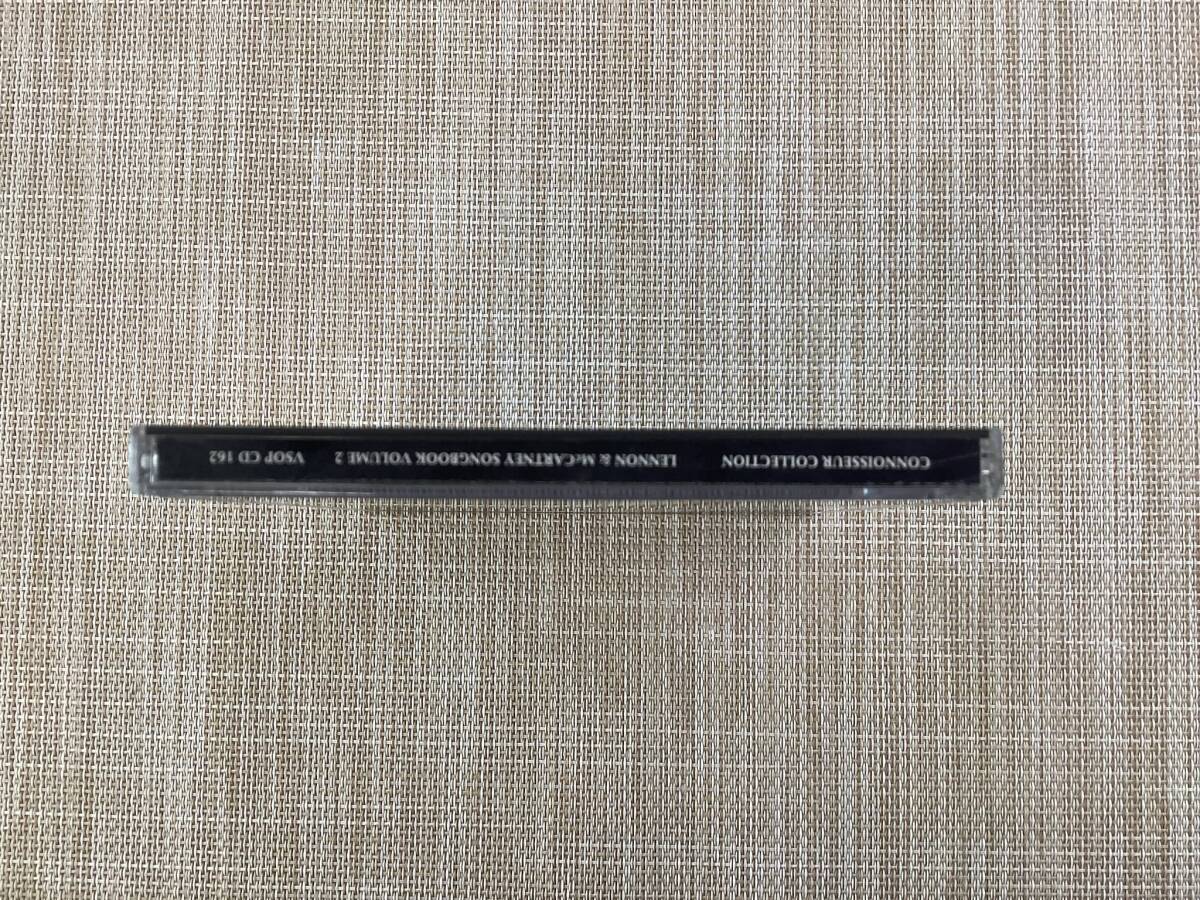 CONNOISSEUR COLLECTION LENNON & McCARTNEY SONGBOOK VOLUME 2 VSOP CD 162